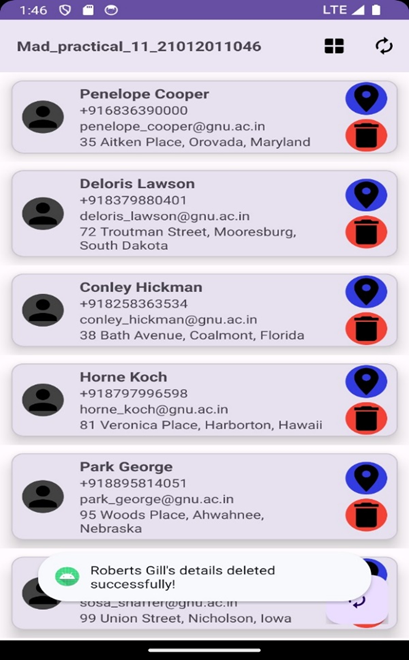 1:46 LTE
Mad_practical_11_21012011046
Penelope Cooper
+916836390000
penelope_cooper@gnu.ac.in
35 Aitken Place, Orovada, Maryland
Deloris Lawson
+918379880401
deloris_lawson@gnu.ac.in
72 Troutman Street, Mooresburg,
South Dakota
Conley Hickman
+918258363534
conley_hickman@gnu.ac.in
38 Bath Avenue, Coalmont, Florida
Horne Koch
+918797996598
horne_koch@gnu.ac.in
81 Veronica Place, Harborton, Hawaii
Park George
+918895814051
park_george@gnu.ac.in
95 Woods Place, Ahwahnee,
Nebraska
Roberts Gill's details deleted
successfully!
sosa_shaffer@gnu.ac.in
99 Union Street, Nicholson, Iowa